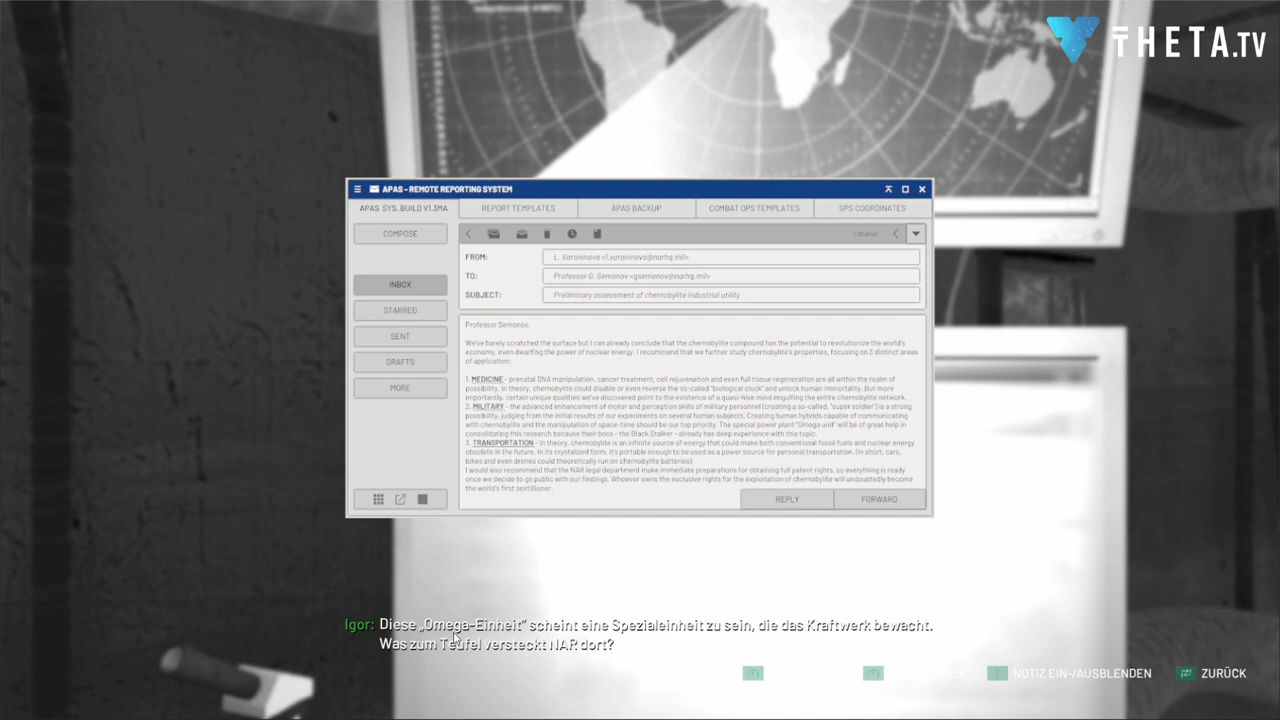 THETA.TV
APAS - REMOTE REPORTING SYSTEM
APAS SYS. BUILD V1.3MA
REPORT TEMPLATES
APAS BACKUP
COMBAT OPS TEMPLATES
GPS COORDINATES
COMPOSE
INBOX
STARRED
SENT
DRAFTS
MORE
FROM: L. Voroninova <l.voroninova@narhq.mil>
TO: Professor G. Semonov <gsemenov@narhq.mil>
SUBJECT: Preliminary assessment of chernobylite industrial utility
Professor Semonov,
We've barely scratched the surface but I can already conclude that the chernobylite compound has the potential to revolutionize the world's
economy, even dwarfing the power of nuclear energy. I recommend that we further study chernobylite's properties, focusing on 3 distinct areas
of application:
1. MEDICINE - prenatal DNA manipulation, cancer treatment, cell rejuvenation and even full tissue regeneration are all within the realm of
possibility. In theory, chernobylite could disable or even reverse the so-called "biological clock" and unlock human immortality. But more
importantly, certain unique qualities we've discovered point to the existence of a quasi-hive mind engulfing the entire chernobylite network.
2. MILITARY - the advanced enhancement of motor and perception skills of military personnel (creating a so-called, "super soldier") is a strong
possibility, judging from the initial results of our experiments on several human subjects. Creating human hybrids capable of communicating
with chernobylite and the manipulation of space-time should be our top priority. The special power plant "Omega unit" will be of great help in
consolidating this research because their boss - the Black Stalker - already has deep experience with this topic.
3. TRANSPORTATION - In theory, chernobylite is an infinite source of energy that could make both conventional fossil fuels and nuclear energy
obsolete in the future. In its crystalized form, it's portable enough to be used as a power source for personal transportation. (In short, cars,
bikes and even drones could theoretically run on chernobylite batteries)
I would also recommend that the NAR legal department make immediate preparations for obtaining full patent rights, so everything is ready
once we decide to go public with our findings. Whoever owns the exclusive rights for the exploitation of chernobylite will undoubtedly become
the world's first sextillioner.
REPLY
FORWARD
Igor: Diese „Omega-Einheit“ scheint eine Spezialeinheit zu sein, die das Kraftwerk bewacht.
Was zum Teufel versteckt NAR dort?
NOTIZ EIN-/AUSBLENDEN
ZURÜCK